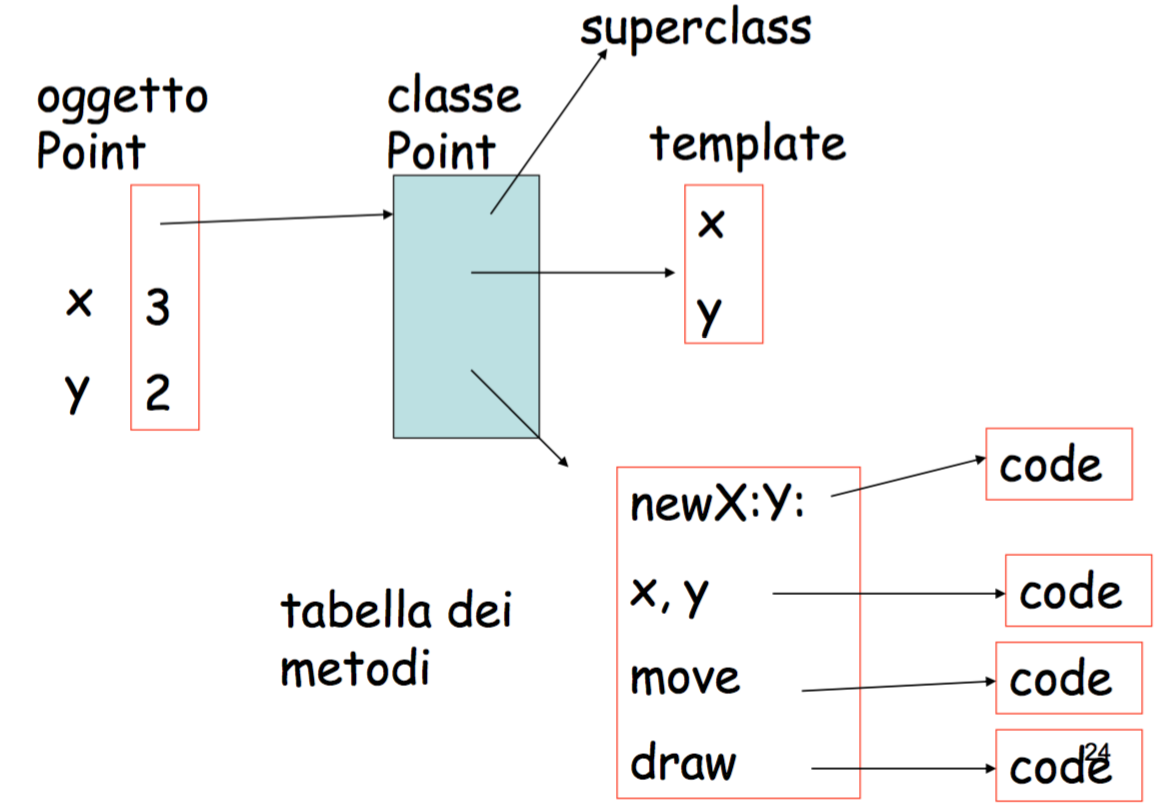 superclass
oggetto
Point
classe
Point
template
x
y
x 3
y 2
newX:Y:
code
x, y
code
tabella dei
metodi
move
code
draw
code
24